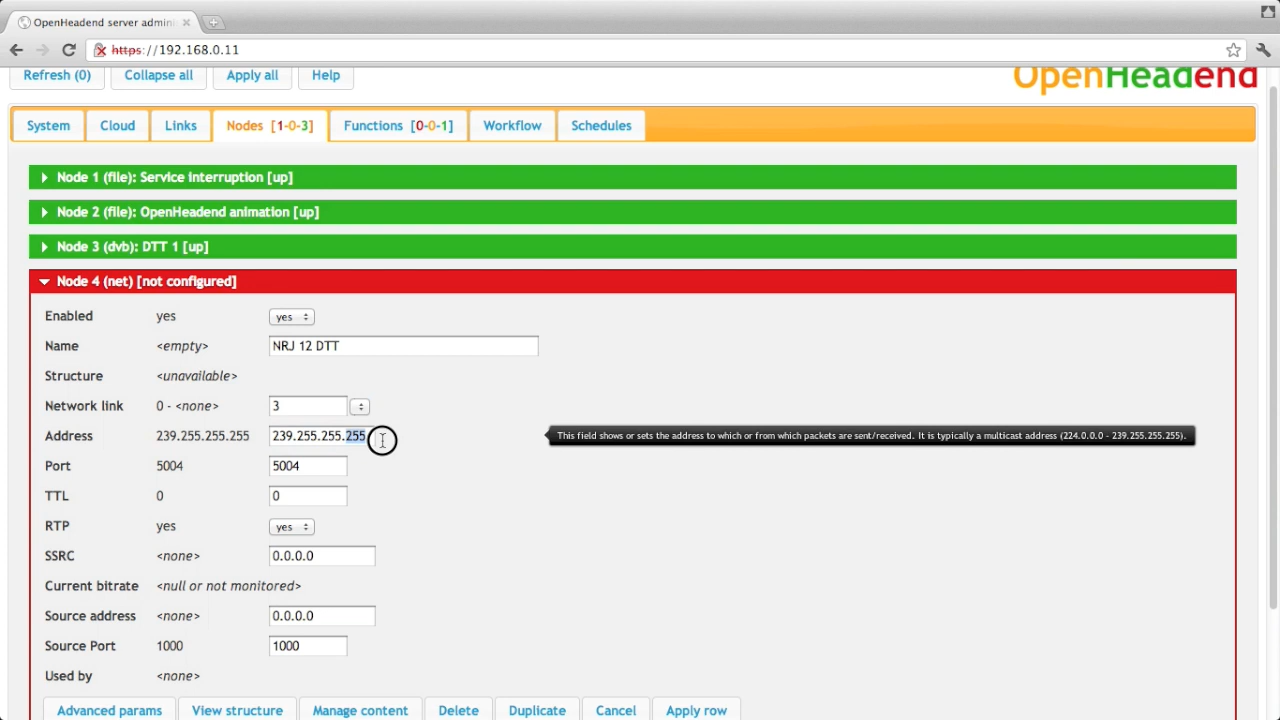 OpenHeadend server admini
https://192.168.0.11
Refresh (0) Collapse all Apply all Help
OpenHeadend
System Cloud Links Nodes [1-0-3] Functions [0-0-1] Workflow Schedules
Node 1 (file): Service interruption [up]
Node 2 (file): OpenHeadend animation [up]
Node 3 (dvb): DTT 1 [up]
Node 4 (net) [not configured]
Enabled yes yes
Name <empty> NRJ 12 DTT
Structure <unavailable>
Network link 0 - <none> 3
Address 239.255.255.255 239.255.255.255 This field shows or sets the address to which or from which packets are sent/received. It is typically a multicast address (224.0.0.0 - 239.255.255.255).
Port 5004 5004
TTL 0 0
RTP yes yes
SSRC <none> 0.0.0.0
Current bitrate <null or not monitored>
Source address <none> 0.0.0.0
Source Port 1000 1000
Used by <none>
Advanced params View structure Manage content Delete Duplicate Cancel Apply row